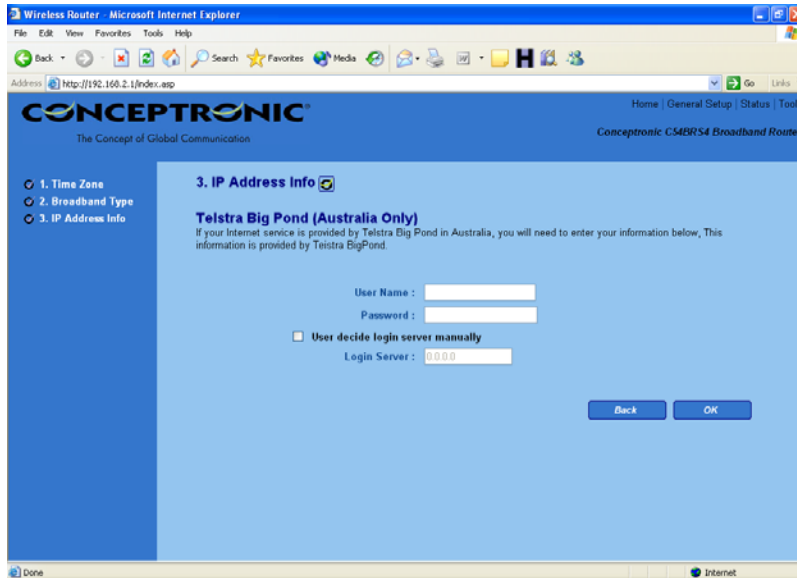 Wireless Router - Microsoft Internet Explorer
File Edit View Favorites Tools Help
Back Search Favorites Media
Address http://192.168.2.1/index.asp Go Links
CONCEPTRONIC
The Concept of Global Communication
Home | General Setup | Status | Tool
Conceptronic C54BRS4 Broadband Route
1. Time Zone
2. Broadband Type
3. IP Address Info
3. IP Address Info
Telstra Big Pond (Australia Only)
If your Internet service is provided by Telstra Big Pond in Australia, you will need to enter your information below, This
information is provided by Teistra BigPond.
User Name :
Password :
User decide login server manually
Login Server : 0.0.0.0
Back OK
Done Internet